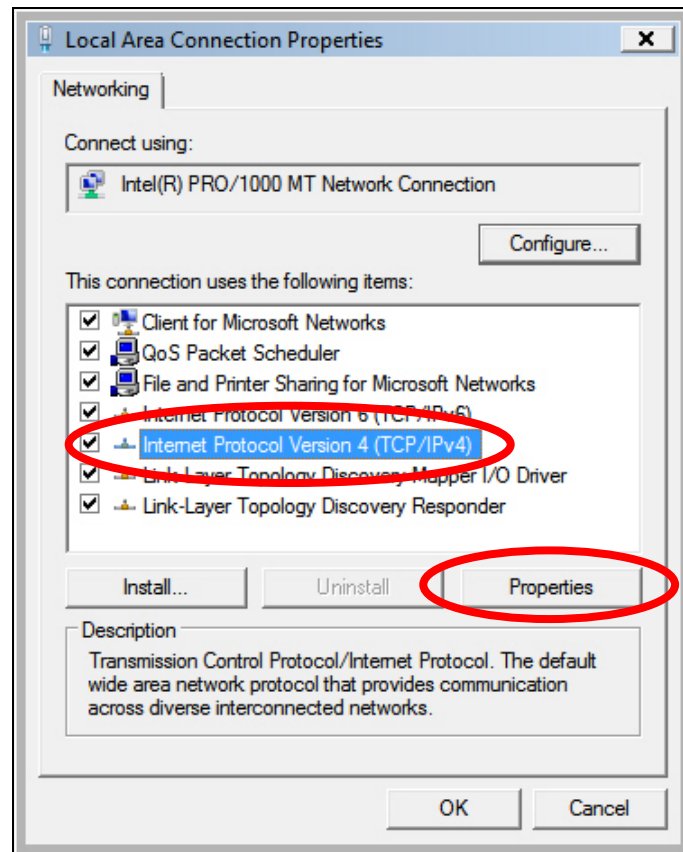 Local Area Connection Properties
Networking
Connect using:
Intel(R) PRO/1000 MT Network Connection
Configure...
This connection uses the following items:
Client for Microsoft Networks
QoS Packet Scheduler
File and Printer Sharing for Microsoft Networks
Internet Protocol Version 6 (TCP/IPv6)
Internet Protocol Version 4 (TCP/IPv4)
Link-Layer Topology Discovery Mapper I/O Driver
Link-Layer Topology Discovery Responder
Install... Uninstall Properties
Description
Transmission Control Protocol/Internet Protocol. The default
wide area network protocol that provides communication
across diverse interconnected networks.
OK Cancel